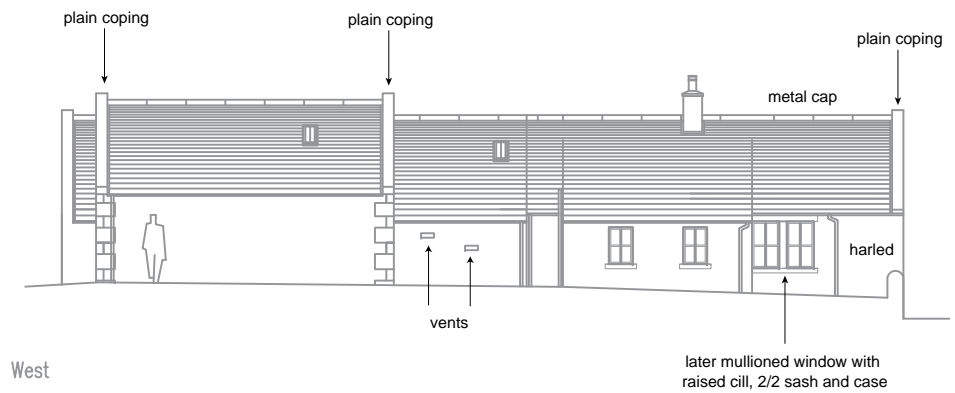 plain coping
plain coping
plain coping
metal cap
harled
vents
West
later mullioned window with
raised cill, 2/2 sash and case